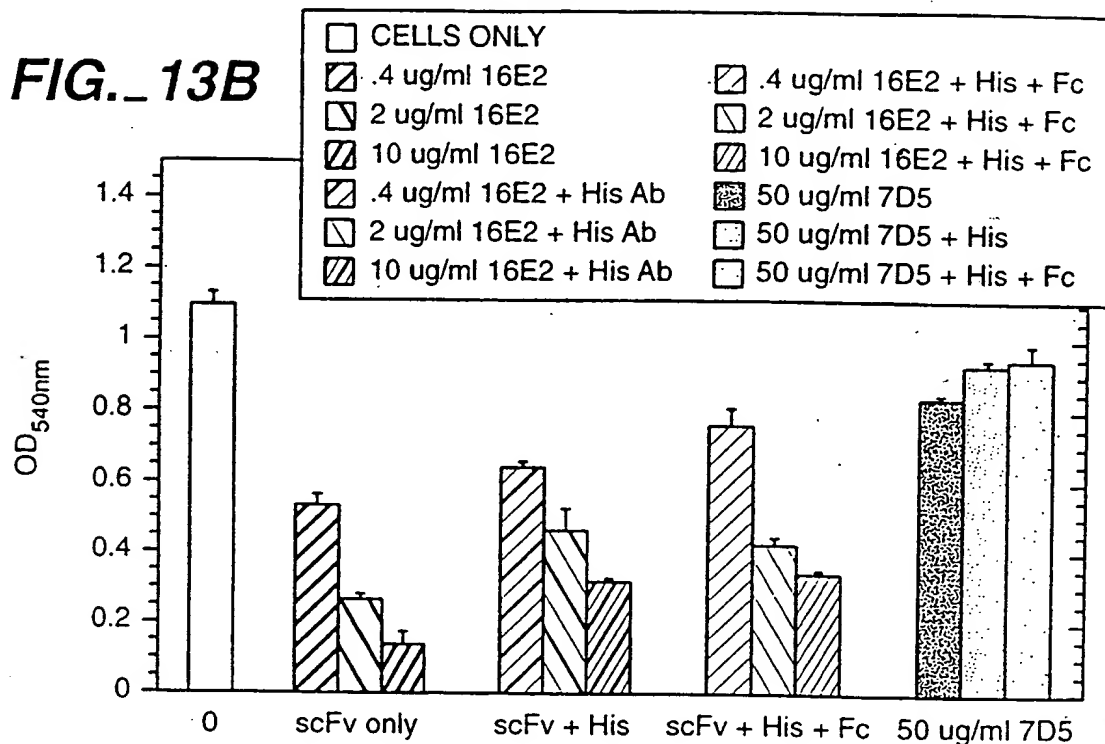 FIG._13B
CELLS ONLY
.4 ug/ml 16E2
2 ug/ml 16E2
10 ug/ml 16E2
.4 ug/ml 16E2 + His Ab
2 ug/ml 16E2 + His Ab
10 ug/ml 16E2 + His Ab
.4 ug/ml 16E2 + His + Fc
2 ug/ml 16E2 + His + Fc
10 ug/ml 16E2 + His + Fc
50 ug/ml 7D5
50 ug/ml 7D5 + His
50 ug/ml 7D5 + His + Fc
OD540nm
1.4
1.2
1
0.8
0.6
0.4
0.2
0
0
scFv only
scFv + His
scFv + His + Fc
50 ug/ml 7D5